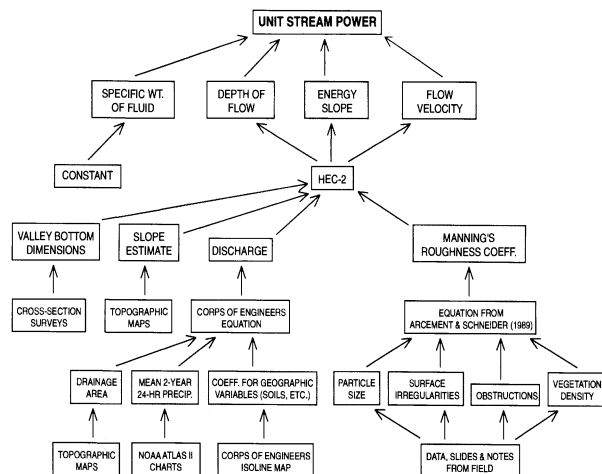 UNIT STREAM POWER
SPECIFIC WT.
OF FLUID
DEPTH OF
FLOW
ENERGY
SLOPE
FLOW
VELOCITY
CONSTANT
HEC-2
VALLEY BOTTOM
DIMENSIONS
SLOPE
ESTIMATE
DISCHARGE
MANNING'S
ROUGHNESS COEFF.
CROSS-SECTION
SURVEYS
TOPOGRAPHIC
MAPS
CORPS OF ENGINEERS
EQUATION
EQUATION FROM
ARCEMENT & SCHNEIDER (1989)
DRAINAGE
AREA
MEAN 2-YEAR
24-HR PRECIP.
COEFF. FOR GEOGRAPHIC
VARIABLES (SOILS, ETC.)
PARTICLE
SIZE
SURFACE
IRREGULARITIES
OBSTRUCTIONS
VEGETATION
DENSITY
TOPOGRAPHIC
MAPS
NOAA ATLAS II
CHARTS
CORPS OF ENGINEERS
ISOLINE MAP
DATA, SLIDES & NOTES
FROM FIELD